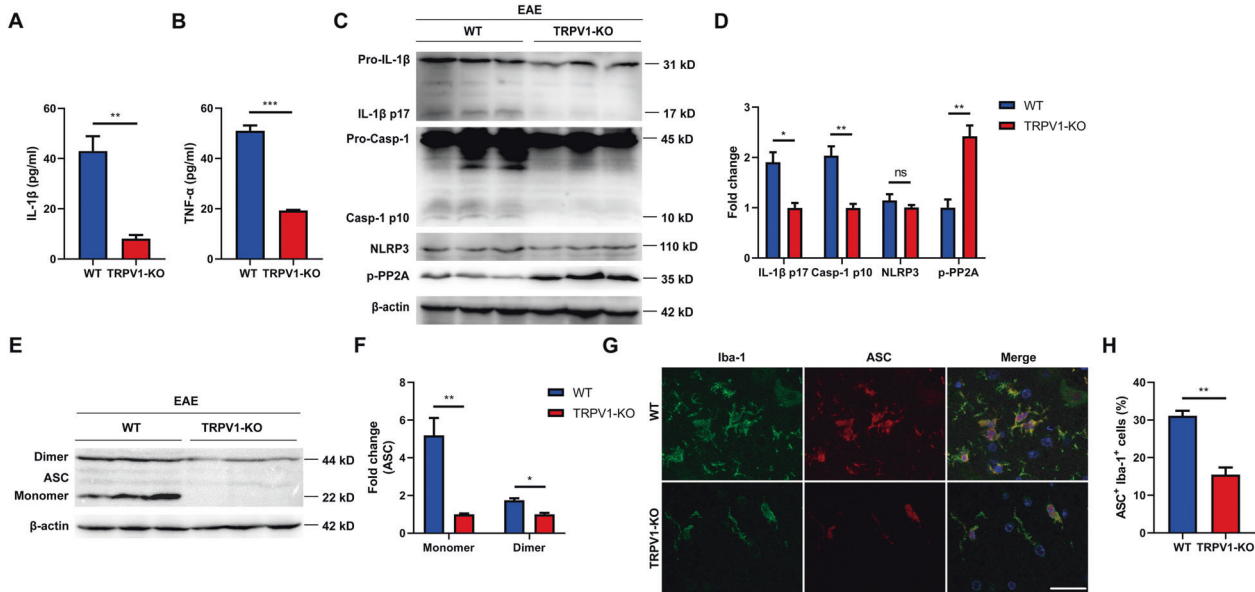 A
IL-1β (pg/ml)
60
40
20
0
**
WT TRPV1-KO
B
TNF-α (pg/ml)
60
40
20
0
***
WT TRPV1-KO
C
EAE
WT TRPV1-KO
Pro-IL-1β 31 kD
IL-1β p17 17 kD
Pro-Casp-1 45 kD
Casp-1 p10 10 kD
NLRP3 110 kD
p-PP2A 35 kD
β-actin 42 kD
D
Fold change
3
2
1
0
* ** ns **
IL-1β p17 Casp-1 p10 NLRP3 p-PP2A
WT
TRPV1-KO
E
EAE
WT TRPV1-KO
Dimer 44 kD
ASC
Monomer 22 kD
β-actin 42 kD
F
Fold change
(ASC)
8
6
4
2
0
** *
Monomer Dimer
WT
TRPV1-KO
G
Iba-1 ASC Merge
WT
TRPV1-KO
H
ASC+ Iba-1+ cells (%)
40
30
20
10
0
**
WT TRPV1-KO